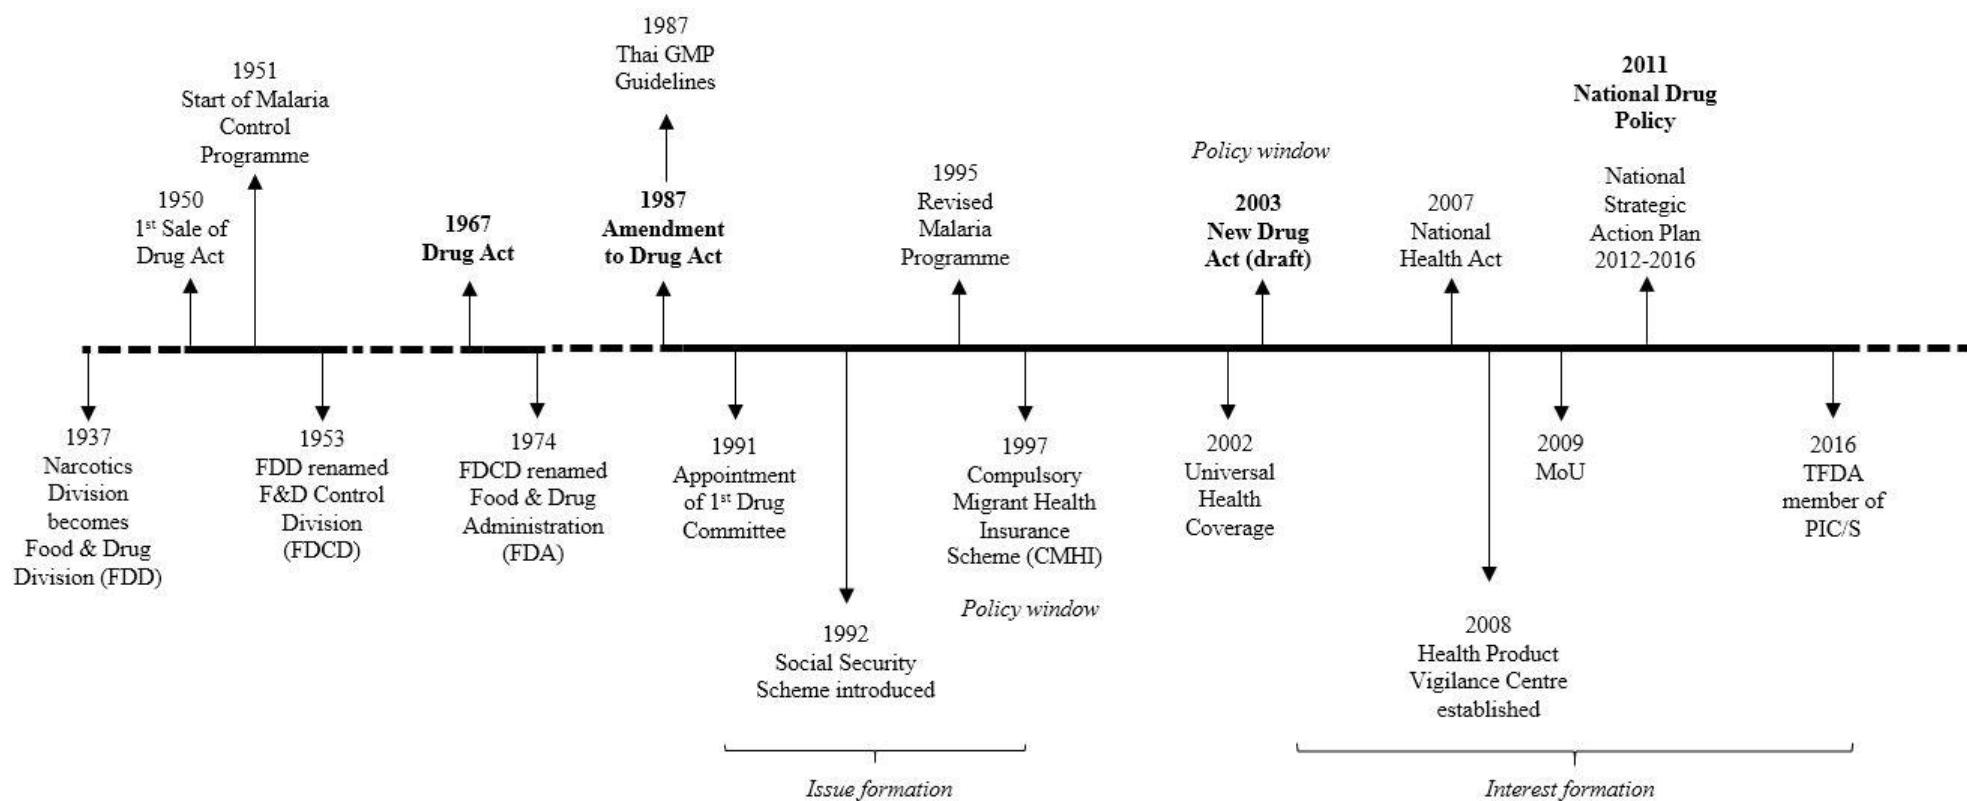 1950
1st Sale of
Drug Act
1951
Start of Malaria
Control
Programme
1967
Drug Act
1987
Thai GMP
Guidelines
1987
Amendment
to Drug Act
1995
Revised
Malaria
Programme
Policy window
2003
New Drug
Act (draft)
2007
National
Health Act
2011
National Drug
Policy
National
Strategic
Action Plan
2012-2016
1937
Narcotics
Division
becomes
Food & Drug
Division (FDD)
1953
FDD renamed
F&D Control
Division
(FDCD)
1974
FDCD renamed
Food & Drug
Administration
(FDA)
1991
Appointment
of 1st Drug
Committee
1992
Social Security
Scheme introduced
1997
Compulsory
Migrant Health
Insurance
Scheme (CMHI)
Policy window
2002
Universal
Health
Coverage
2008
Health Product
Vigilance Centre
established
2009
MoU
2016
TFDA
member of
PIC/S
Issue formation
Interest formation